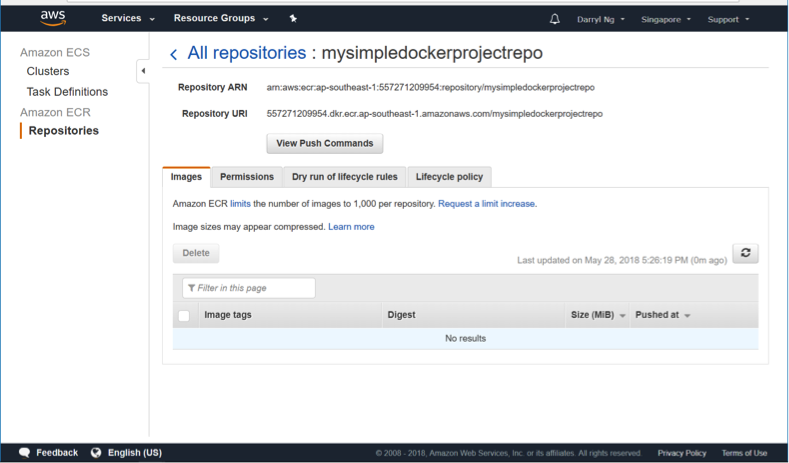 aws Services Resource Groups Darryl Ng Singapore Support
Amazon ECS
Clusters
Task Definitions
Amazon ECR
Repositories
All repositories : mysimpledockerprojectrepo
Repository ARN arn:aws:ecr:ap-southeast-1:557271209954:repository/mysimpledockerprojectrepo
Repository URI 557271209954.dkr.ecr.ap-southeast-1.amazonaws.com/mysimpledockerprojectrepo
View Push Commands
Images Permissions Dry run of lifecycle rules Lifecycle policy
Amazon ECR limits the number of images to 1,000 per repository. Request a limit increase.
Image sizes may appear compressed. Learn more
Delete
Last updated on May 28, 2018 5:26:19 PM (0m ago)
Filter in this page
Image tags Digest Size (MiB) Pushed at
No results
Feedback English (US) © 2008 - 2018, Amazon Web Services, Inc. or its affiliates. All rights reserved. Privacy Policy Terms of Use